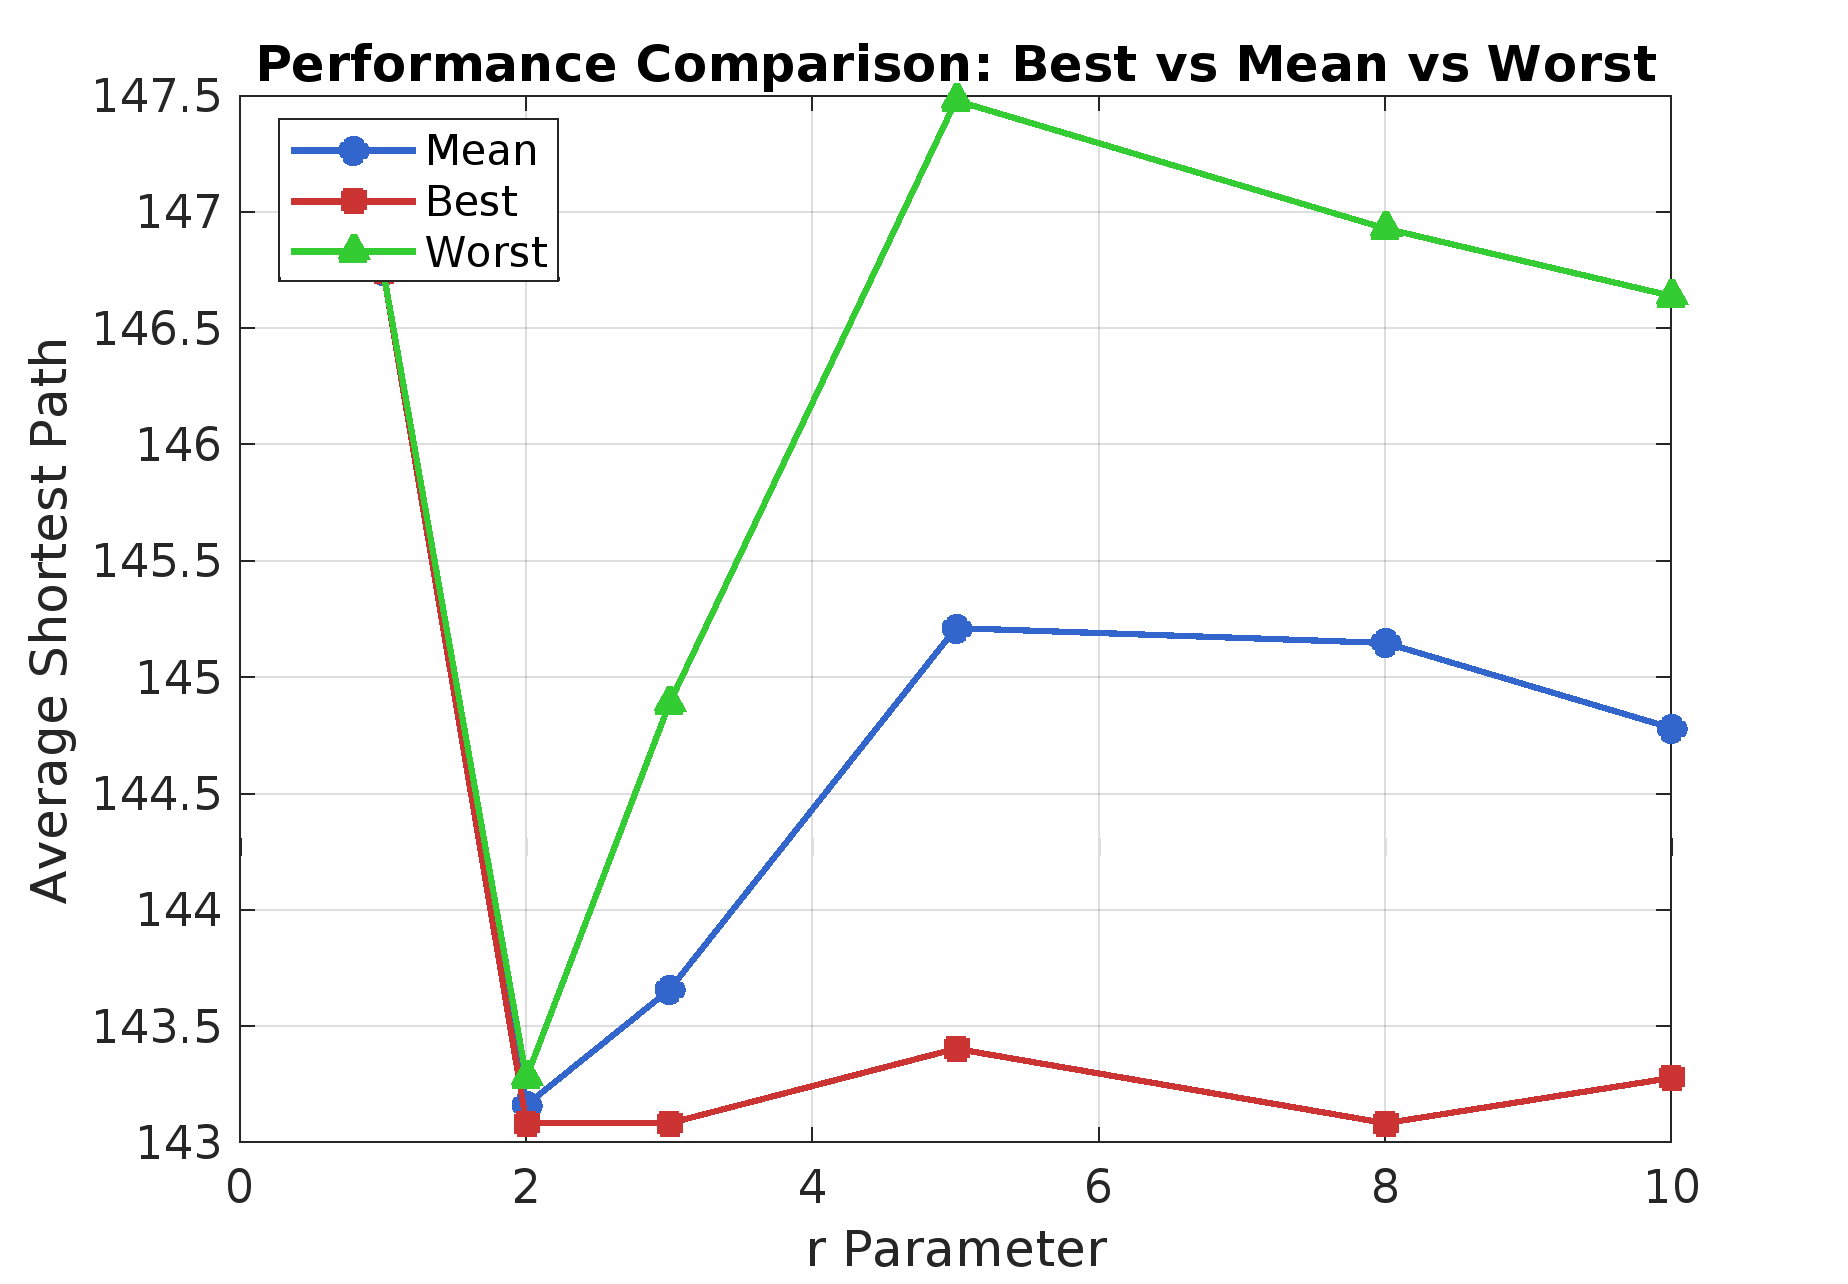 Performance Comparison: Best vs Mean vs Worst
147.5
147
146.5
146
145.5
145
144.5
144
143.5
143
Mean
Best
Worst
Average Shortest Path
0 2 4 6 8 10
r Parameter